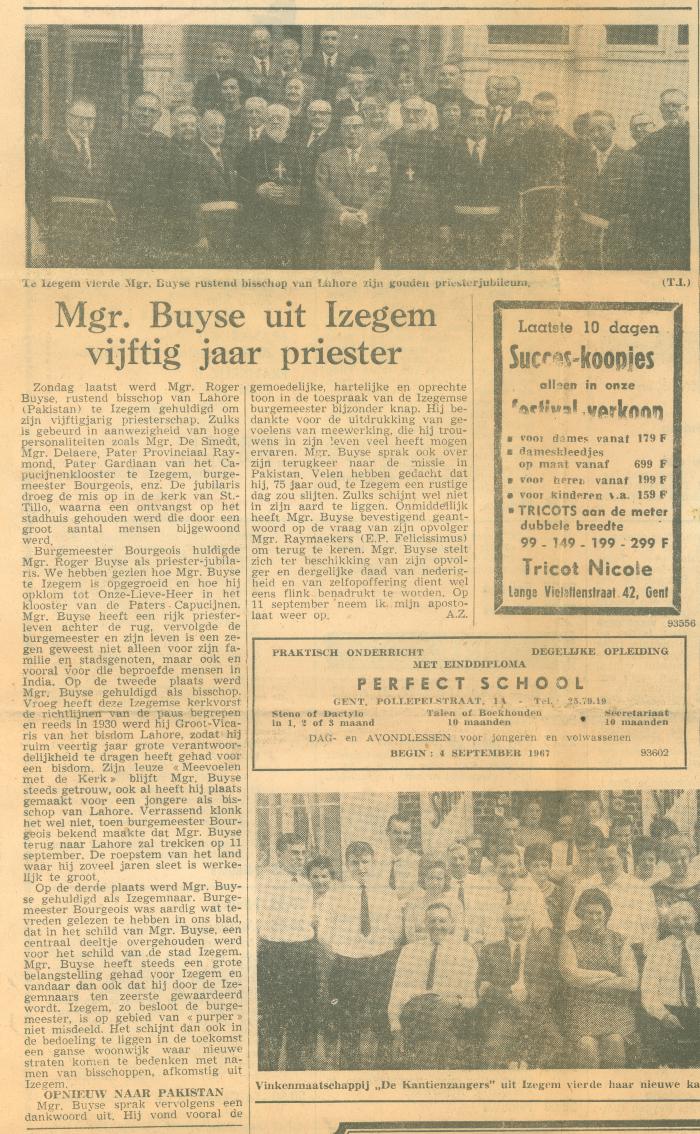 Te Izegem vierde Mgr. Buyse rustend bisschop van Lahore zijn gouden priesterjubileum.
(T.I.)
Mgr. Buyse uit Izegem
vijftig jaar priester
Zondag laatst werd Mgr. Roger
Buyse, rustend bisschop van Lahore
(Pakistan) te Izegem gehuldigd om
zijn vijftigjarig priesterschap. Zulks
is gebeurd in aanwezigheid van hoge
personaliteiten zoals Mgr. De Smedt,
Mgr. Delaere, Pater Provinciaal Ray-
mond, Pater Gardiaan van het Ca-
pucijnenklooster te Izegem, burge-
meester Bourgeois, enz. De jubilaris
droeg de mis op in de kerk van St.-
Tillo, waarna een ontvangst op het
stadhuis gehouden werd die door een
groot aantal mensen bijgewoond
werd.
Burgemeester Bourgeois huldigde
Mgr. Roger Buyse als priester-jubila-
ris. We hebben gezien hoe Mgr. Buyse
te Izegem is opgegroeid en hoe hij
opklom tot Onze-Lieve-Heer in het
klooster van de Paters Capucijnen.
Mgr. Buyse heeft een rijk priester-
leven achter de rug, vervolgde de
burgemeester en zijn leven is een ze-
gen geweest niet alleen voor zijn fa-
milie en stadsgenoten, maar ook en
vooral voor die beproefde mensen in
India. Op de tweede plaats werd
Mgr. Buyse gehuldigd als bisschop.
Vroeg heeft deze Izegemse kerkvorst
de richtlijnen van de paus begrepen
en reeds in 1930 werd hij Groot-Vica-
ris van het bisdom Lahore, zodat hij
ruim veertig jaar grote verantwoor-
delijkheid te dragen heeft gehad voor
een bisdom. Zijn leuze « Meevoelen
met de Kerk » blijft Mgr. Buyse
steeds getrouw, ook al heeft hij plaats
gemaakt voor een jongere als bis-
schop van Lahore. Verrassend klonk
het wel niet, toen burgemeester Bour-
geois bekend maakte dat Mgr. Buyse
terug naar Lahore zal trekken op 11
september. De roepstem van het land
waar hij zoveel jaren sleet is werke-
lijk te groot.
Op de derde plaats werd Mgr. Buy-
se gehuldigd als Izegemnaar. Burge-
meester Bourgeois was aardig wat te-
vreden gelezen te hebben in ons blad,
dat in het schild van Mgr. Buyse, een
centraal deeltje overgehouden werd
voor het schild van de stad Izegem.
Mgr. Buyse heeft steeds een grote
belangstelling gehad voor Izegem en
vandaar dan ook dat hij door de Ize-
gemnaars ten zeerste gewaardeerd
wordt. Izegem, zo besloot de burge-
meester, is op gebied van « purper »
niet misdeeld. Het schijnt dan ook in
de bedoeling te liggen in de toekomst
een ganse woonwijk waar nieuwe
straten komen te bedenken met na-
men van bisschoppen, afkomstig uit
Izegem.
OPNIEUW NAAR PAKISTAN
Mgr. Buyse sprak vervolgens een
dankwoord uit. Hij vond vooral de
gemoedelijke, hartelijke en oprechte
toon in de toespraak van de Izegemse
burgemeester bijzonder knap. Hij be-
dankte voor de uitdrukking van ge-
voelens van meewerking, die hij trou-
wens in zijn leven veel heeft mogen
ervaren. Mgr. Buyse sprak ook over
zijn terugkeer naar de missie in
Pakistan. Velen hebben gedacht dat
hij, 75 jaar oud, te Izegem een rustige
dag zou slijten. Zulks schijnt wel niet
in zijn aard te liggen. Onmiddellijk
heeft Mgr. Buyse bevestigend geant-
woord op de vraag van zijn opvolger
Mgr. Raymaekers (E.P. Felicissimus)
om terug te keren. Mgr. Buyse stelt
zich ter beschikking van zijn opvol-
ger en dergelijke daad van nederig-
heid en van zelfopoffering dient wel
eens flink benadrukt te worden. Op
11 september neem ik mijn aposto-
laat weer op. A.Z.
Laatste 10 dagen
Succes-koopjes
alleen in onze
festival verkoop
voor dames vanaf 179 F
dameskleedjes
op maat vanaf 699 F
voor heren vanaf 199 F
voor kinderen v.a. 159 F
TRICOTS aan de meter
dubbele breedte
99 - 149 - 199 - 299 F
Tricot Nicole
Lange Violettenstraat 42, Gent
93556
PRAKTISCH ONDERRICHT DEGELIJKE OPLEIDING
MET EINDDIPLOMA
PERFECT SCHOOL
GENT, POLLEPELSTRAAT, 1A - Tel. 25.79.19
Steno of Dactylo Talen of Boekhouden Secretariaat
in 1, 2 of 3 maand 10 maanden 10 maanden
DAG- en AVONDLESSEN voor jongeren en volwassenen
BEGIN: 4 SEPTEMBER 1967 93602
Vinkenmaatschappij „De Kantienzangers" uit Izegem vierde haar nieuwe ka